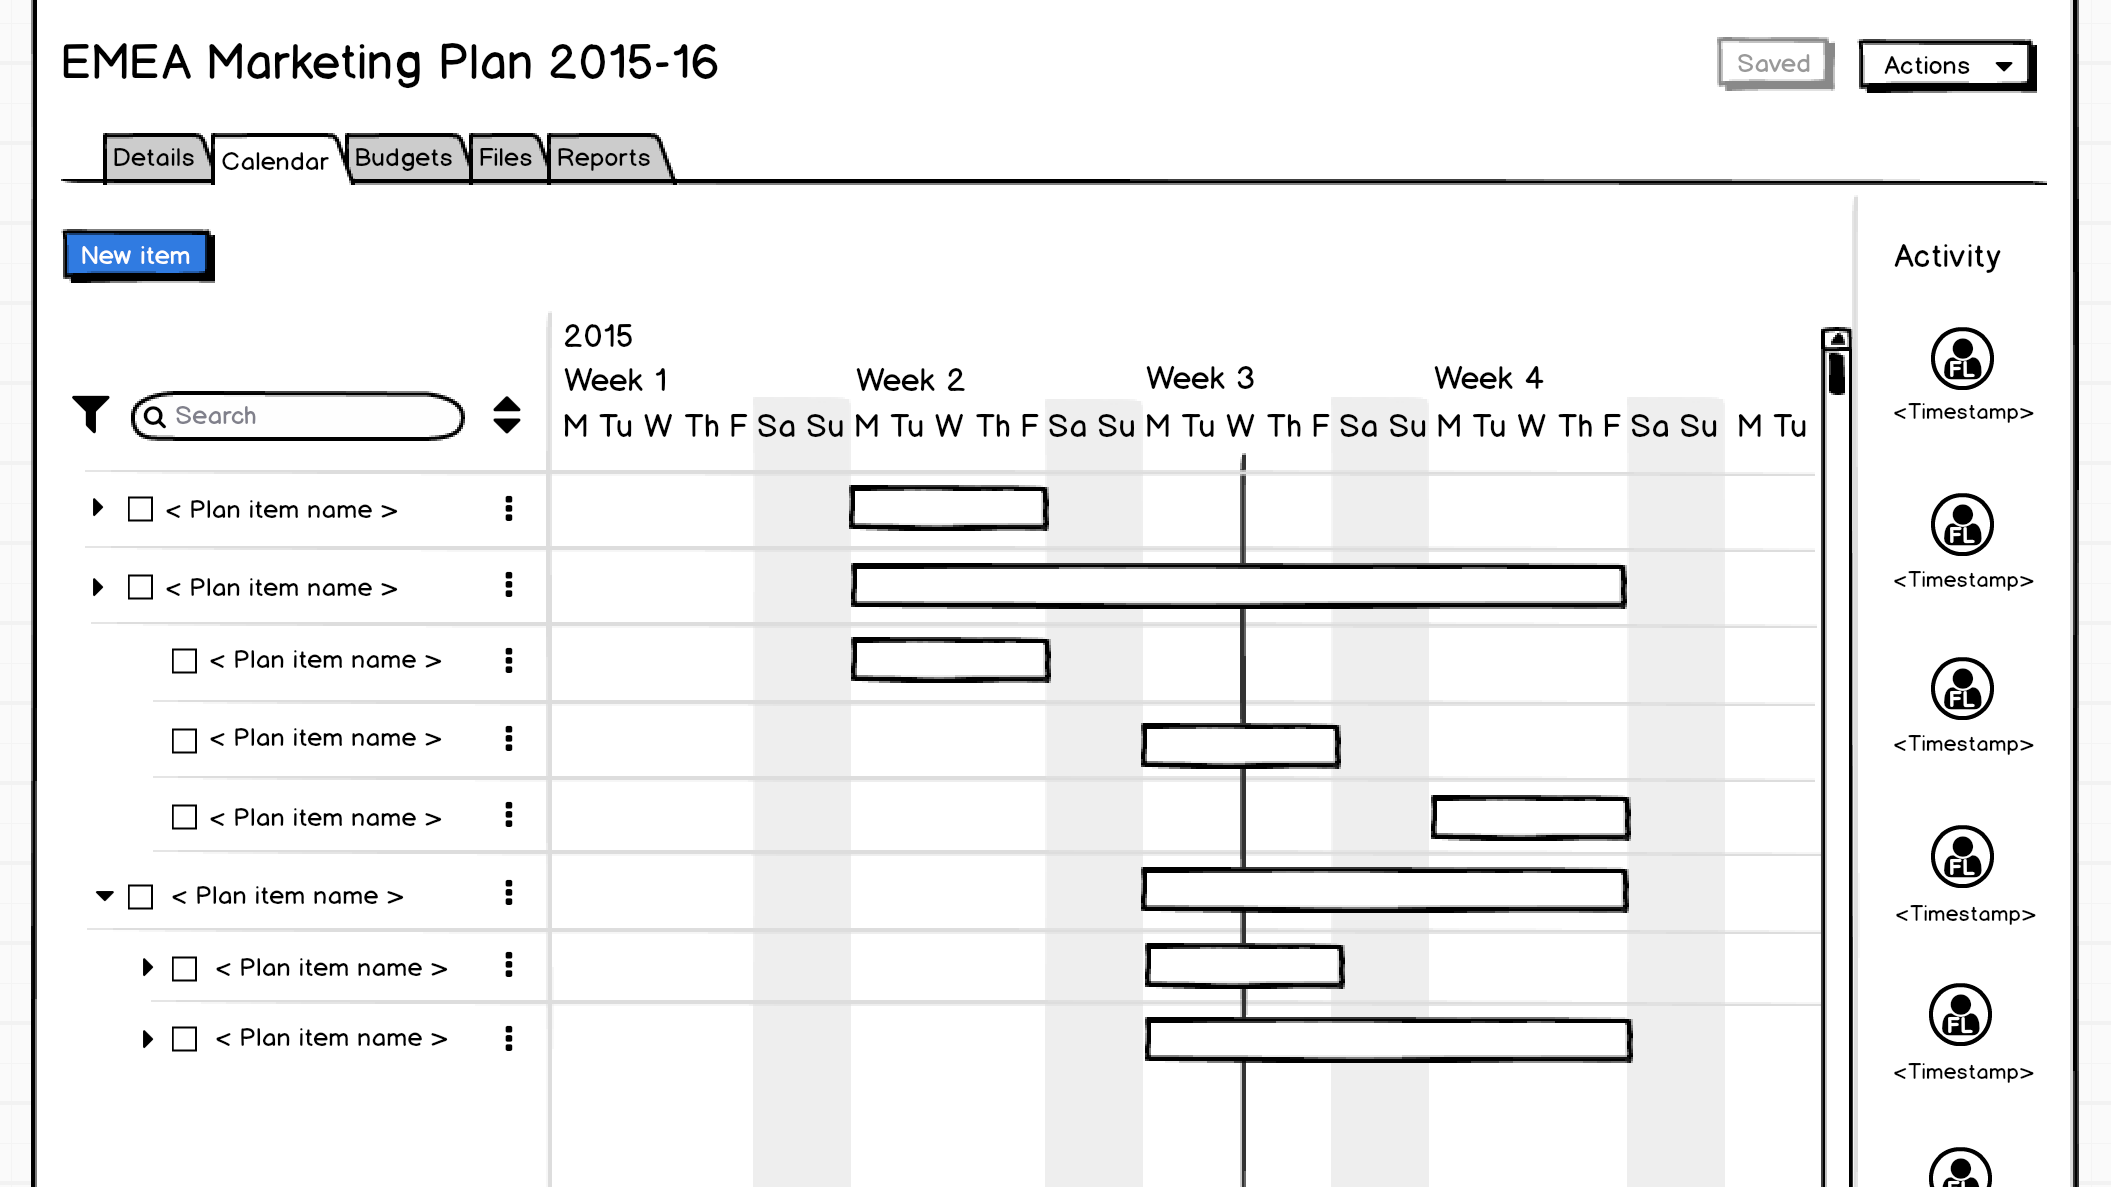 EMEA Marketing Plan 2015-16
Saved
Actions
Details Calendar Budgets Files Reports
New item
Activity
2015
Week 1 Week 2 Week 3 Week 4
Search
M Tu W Th F Sa Su M Tu W Th F Sa Su M Tu W Th F Sa Su M Tu W Th F Sa Su M Tu
< Plan item name >
< Plan item name >
< Plan item name >
< Plan item name >
< Plan item name >
< Plan item name >
< Plan item name >
< Plan item name >
FL
<Timestamp>
FL
<Timestamp>
FL
<Timestamp>
FL
<Timestamp>
FL
<Timestamp>